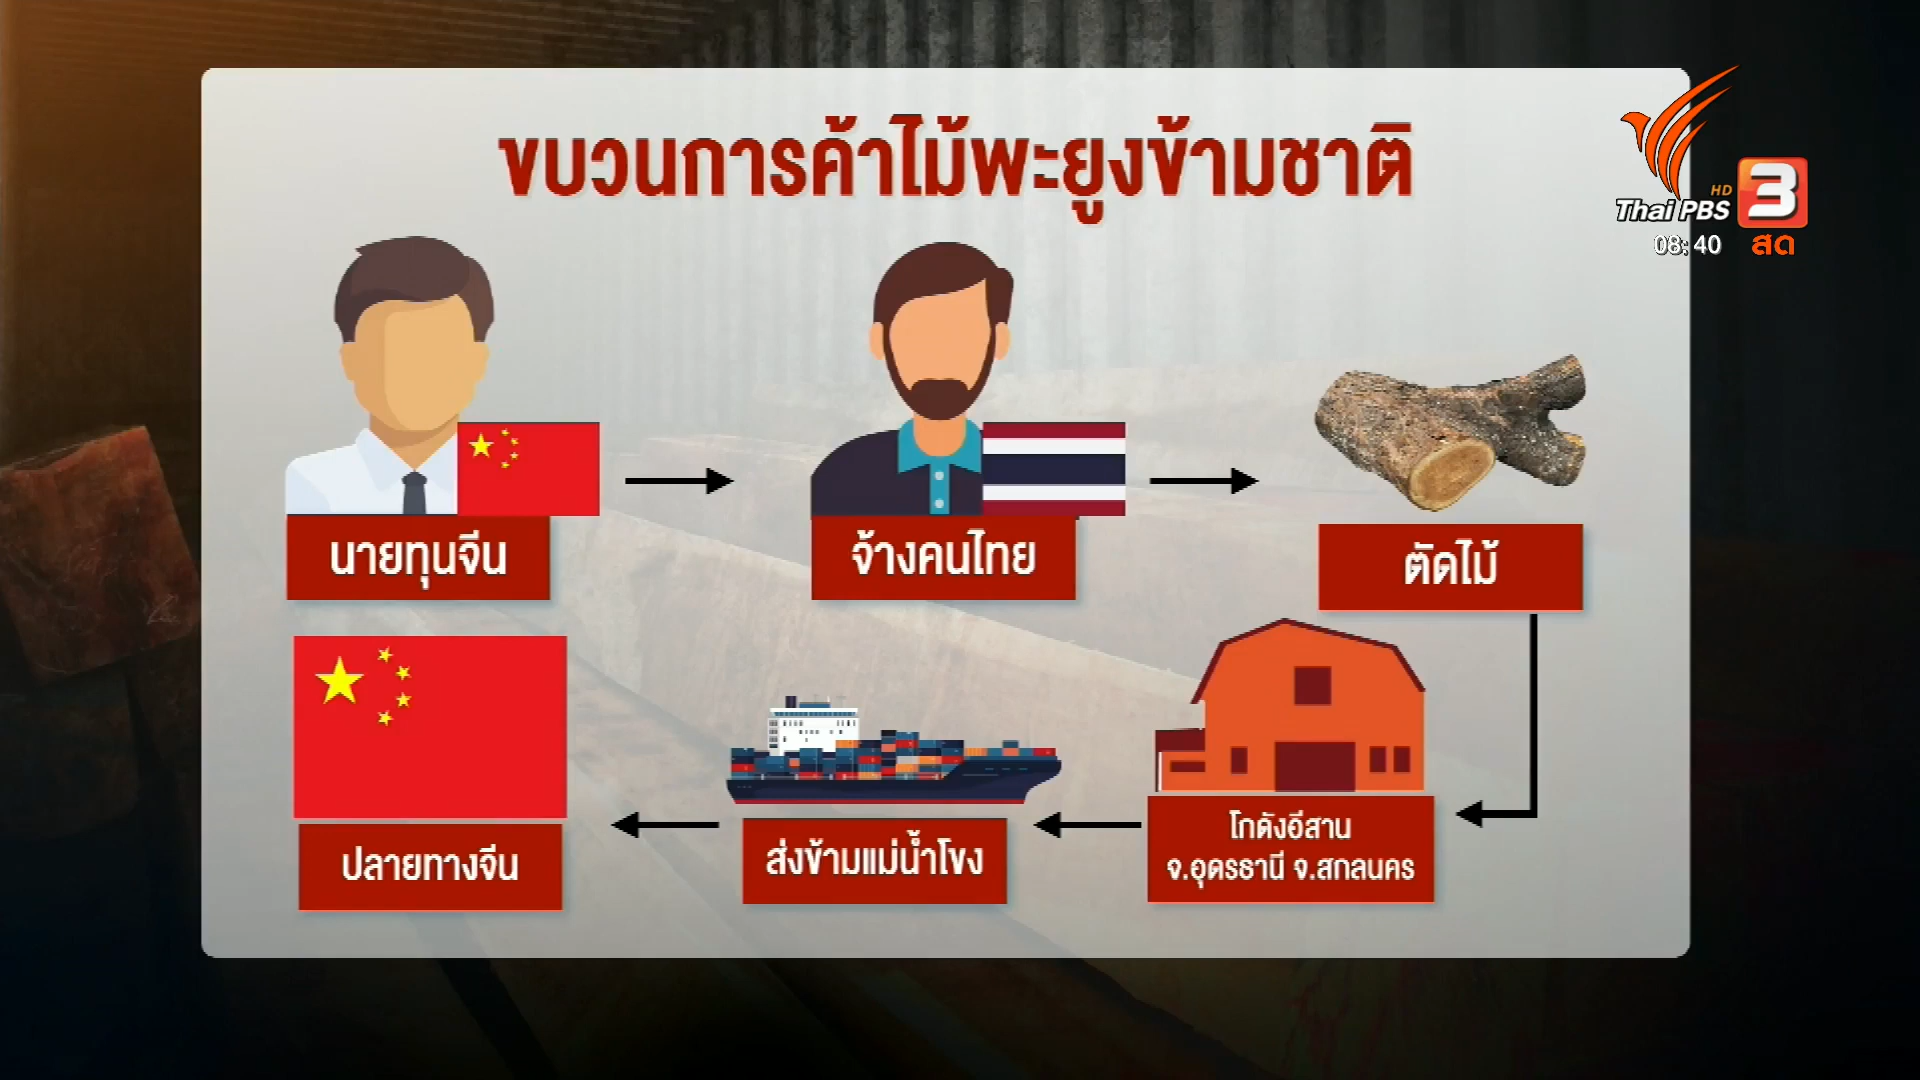 ขบวนการค้าไม้พะยูงข้ามชาติ
HD
Thai PBS 3
08:40 สด
นายทุนจีน
จ้างคนไทย
ตัดไม้
โกดังอีสาน
จ.อุดรธานี จ.สกลนคร
ส่งข้ามแม่น้ำโขง
ปลายทางจีน